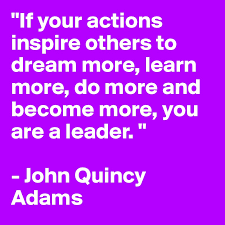 "If your actions
inspire others to
dream more, learn
more, do more and
become more, you
are a leader. "
- John Quincy
Adams